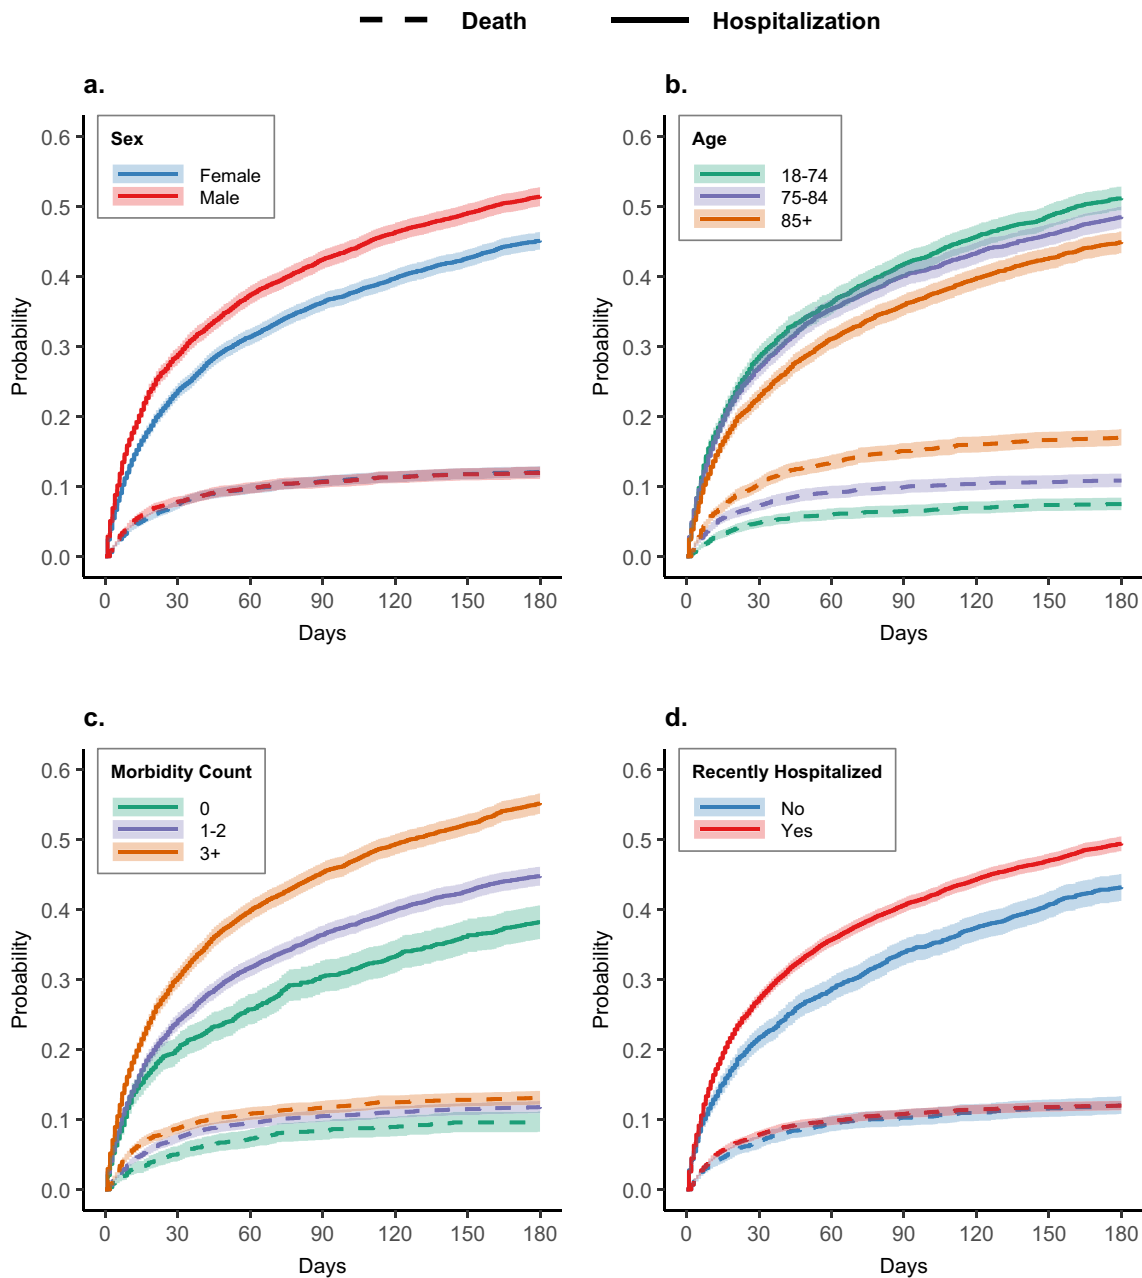 Death Hospitalization
a.
Sex
Female
Male
0.6
0.5
0.4
0.3
0.2
0.1
0.0
Probability
0 30 60 90 120 150 180
Days
b.
Age
18-74
75-84
85+
0.6
0.5
0.4
0.3
0.2
0.1
0.0
Probability
0 30 60 90 120 150 180
Days
c.
Morbidity Count
0
1-2
3+
0.6
0.5
0.4
0.3
0.2
0.1
0.0
Probability
0 30 60 90 120 150 180
Days
d.
Recently Hospitalized
No
Yes
0.6
0.5
0.4
0.3
0.2
0.1
0.0
Probability
0 30 60 90 120 150 180
Days